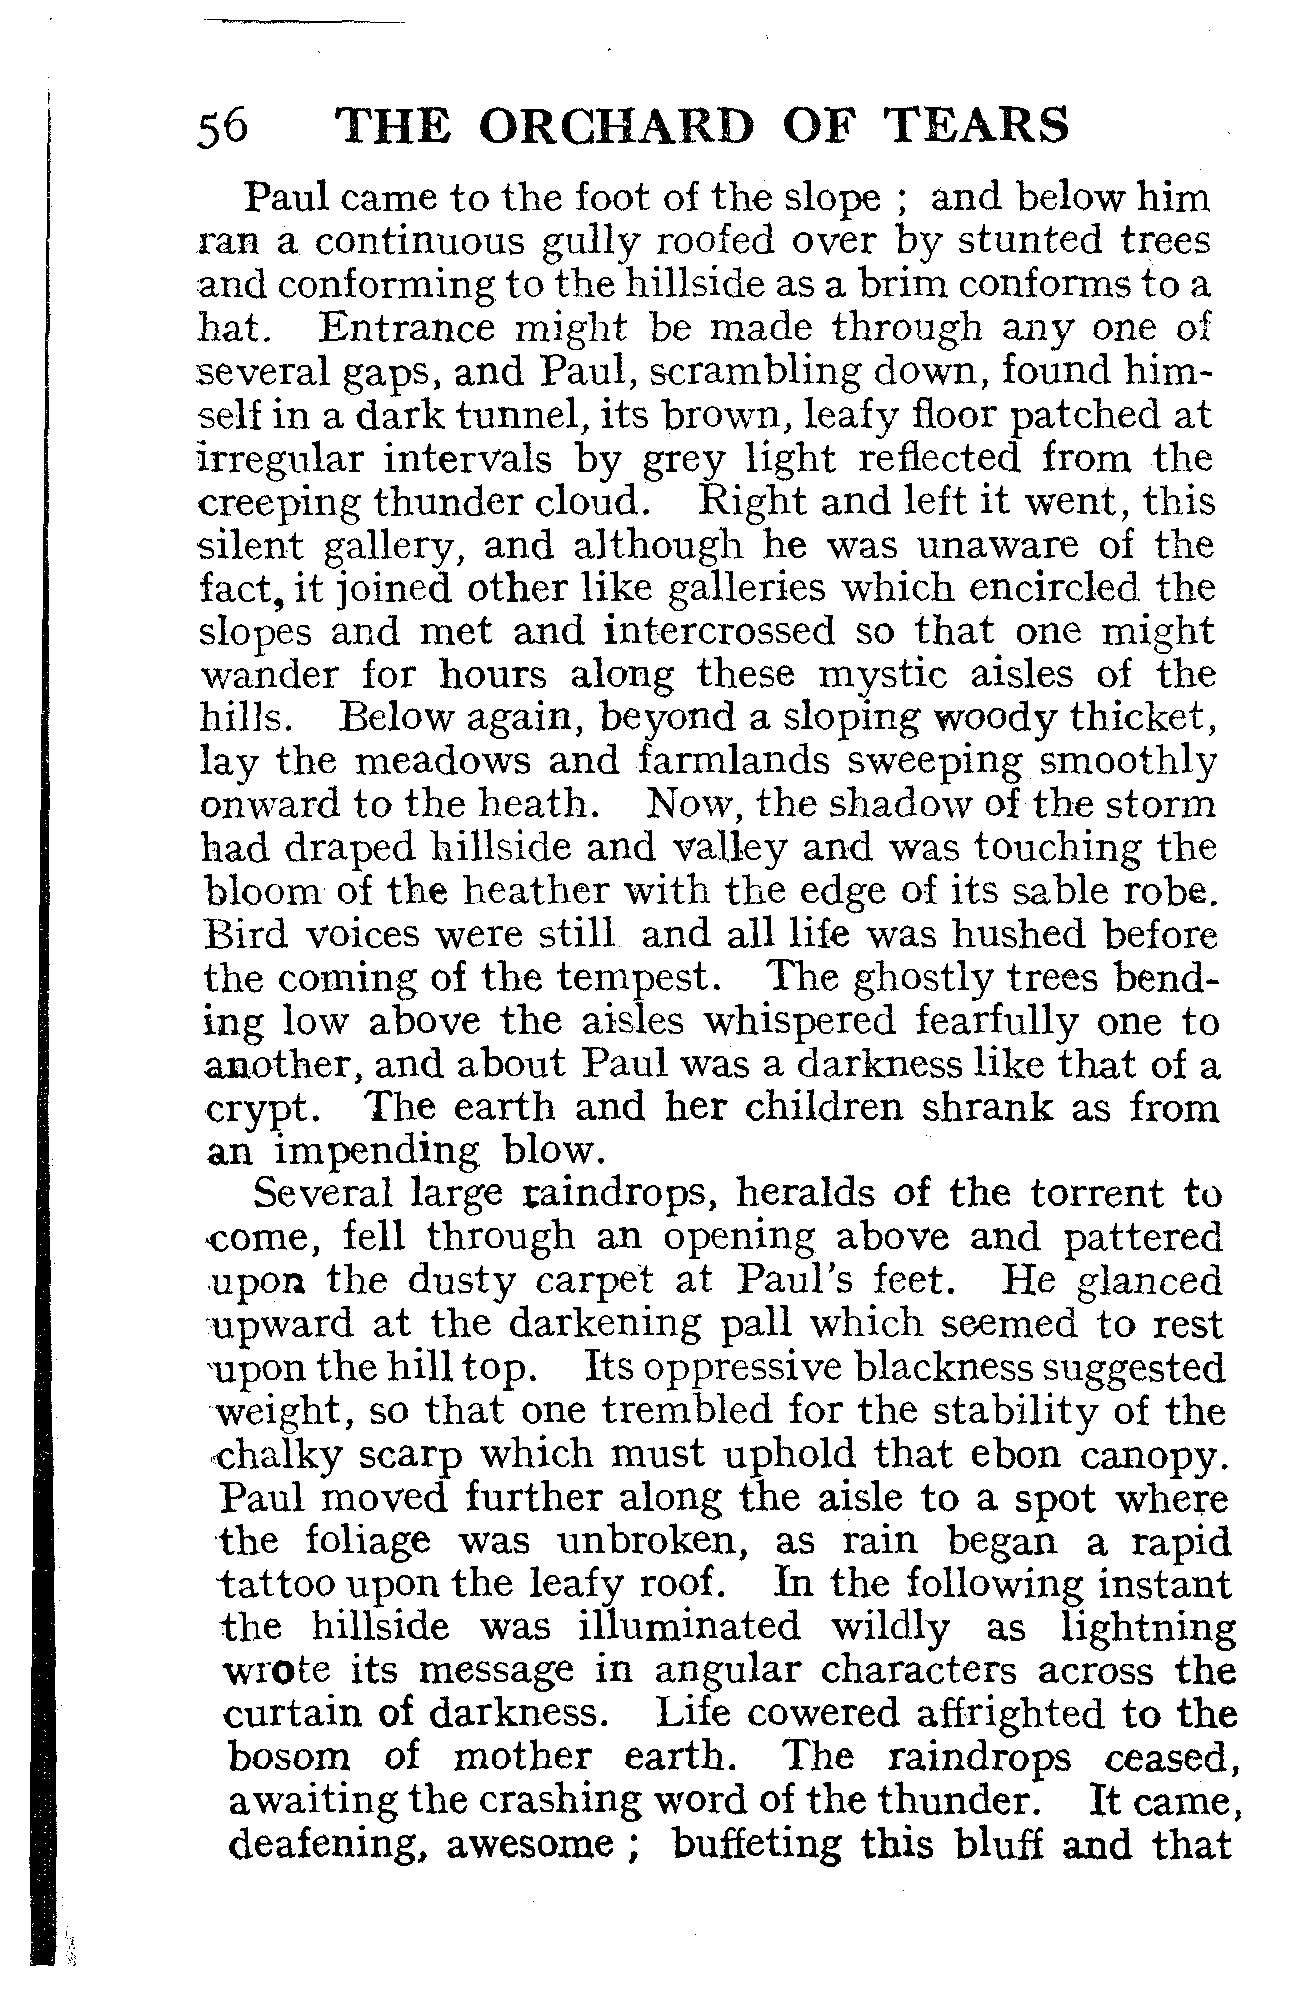 56 THE ORCHARD OF TEARS
Paul came to the foot of the slope ; and below him
ran a continuous gully roofed over by stunted trees
and conforming to the hillside as a brim conforms to a
hat. Entrance might be made through any one of
several gaps, and Paul, scrambling down, found him-
self in a dark tunnel, its brown, leafy floor patched at
irregular intervals by grey light reflected from the
creeping thunder cloud. Right and left it went, this
silent gallery, and although he was unaware of the
fact, it joined other like galleries which encircled the
slopes and met and intercrossed so that one might
wander for hours along these mystic aisles of the
hills. Below again, beyond a sloping woody thicket,
lay the meadows and farmlands sweeping smoothly
onward to the heath. Now, the shadow of the storm
had draped hillside and valley and was touching the
bloom of the heather with the edge of its sable robe.
Bird voices were still and all life was hushed before
the coming of the tempest. The ghostly trees bend-
ing low above the aisles whispered fearfully one to
another, and about Paul was a darkness like that of a
crypt. The earth and her children shrank as from
an impending blow.
Several large raindrops, heralds of the torrent to
come, fell through an opening above and pattered
upon the dusty carpet at Paul's feet. He glanced
upward at the darkening pall which seemed to rest
upon the hill top. Its oppressive blackness suggested
weight, so that one trembled for the stability of the
chalky scarp which must uphold that ebon canopy.
Paul moved further along the aisle to a spot where
the foliage was unbroken, as rain began a rapid
tattoo upon the leafy roof. In the following instant
the hillside was illuminated wildly as lightning
wrote its message in angular characters across the
curtain of darkness. Life cowered affrighted to the
bosom of mother earth. The raindrops ceased,
awaiting the crashing word of the thunder. It came,
deafening, awesome ; buffeting this bluff and that